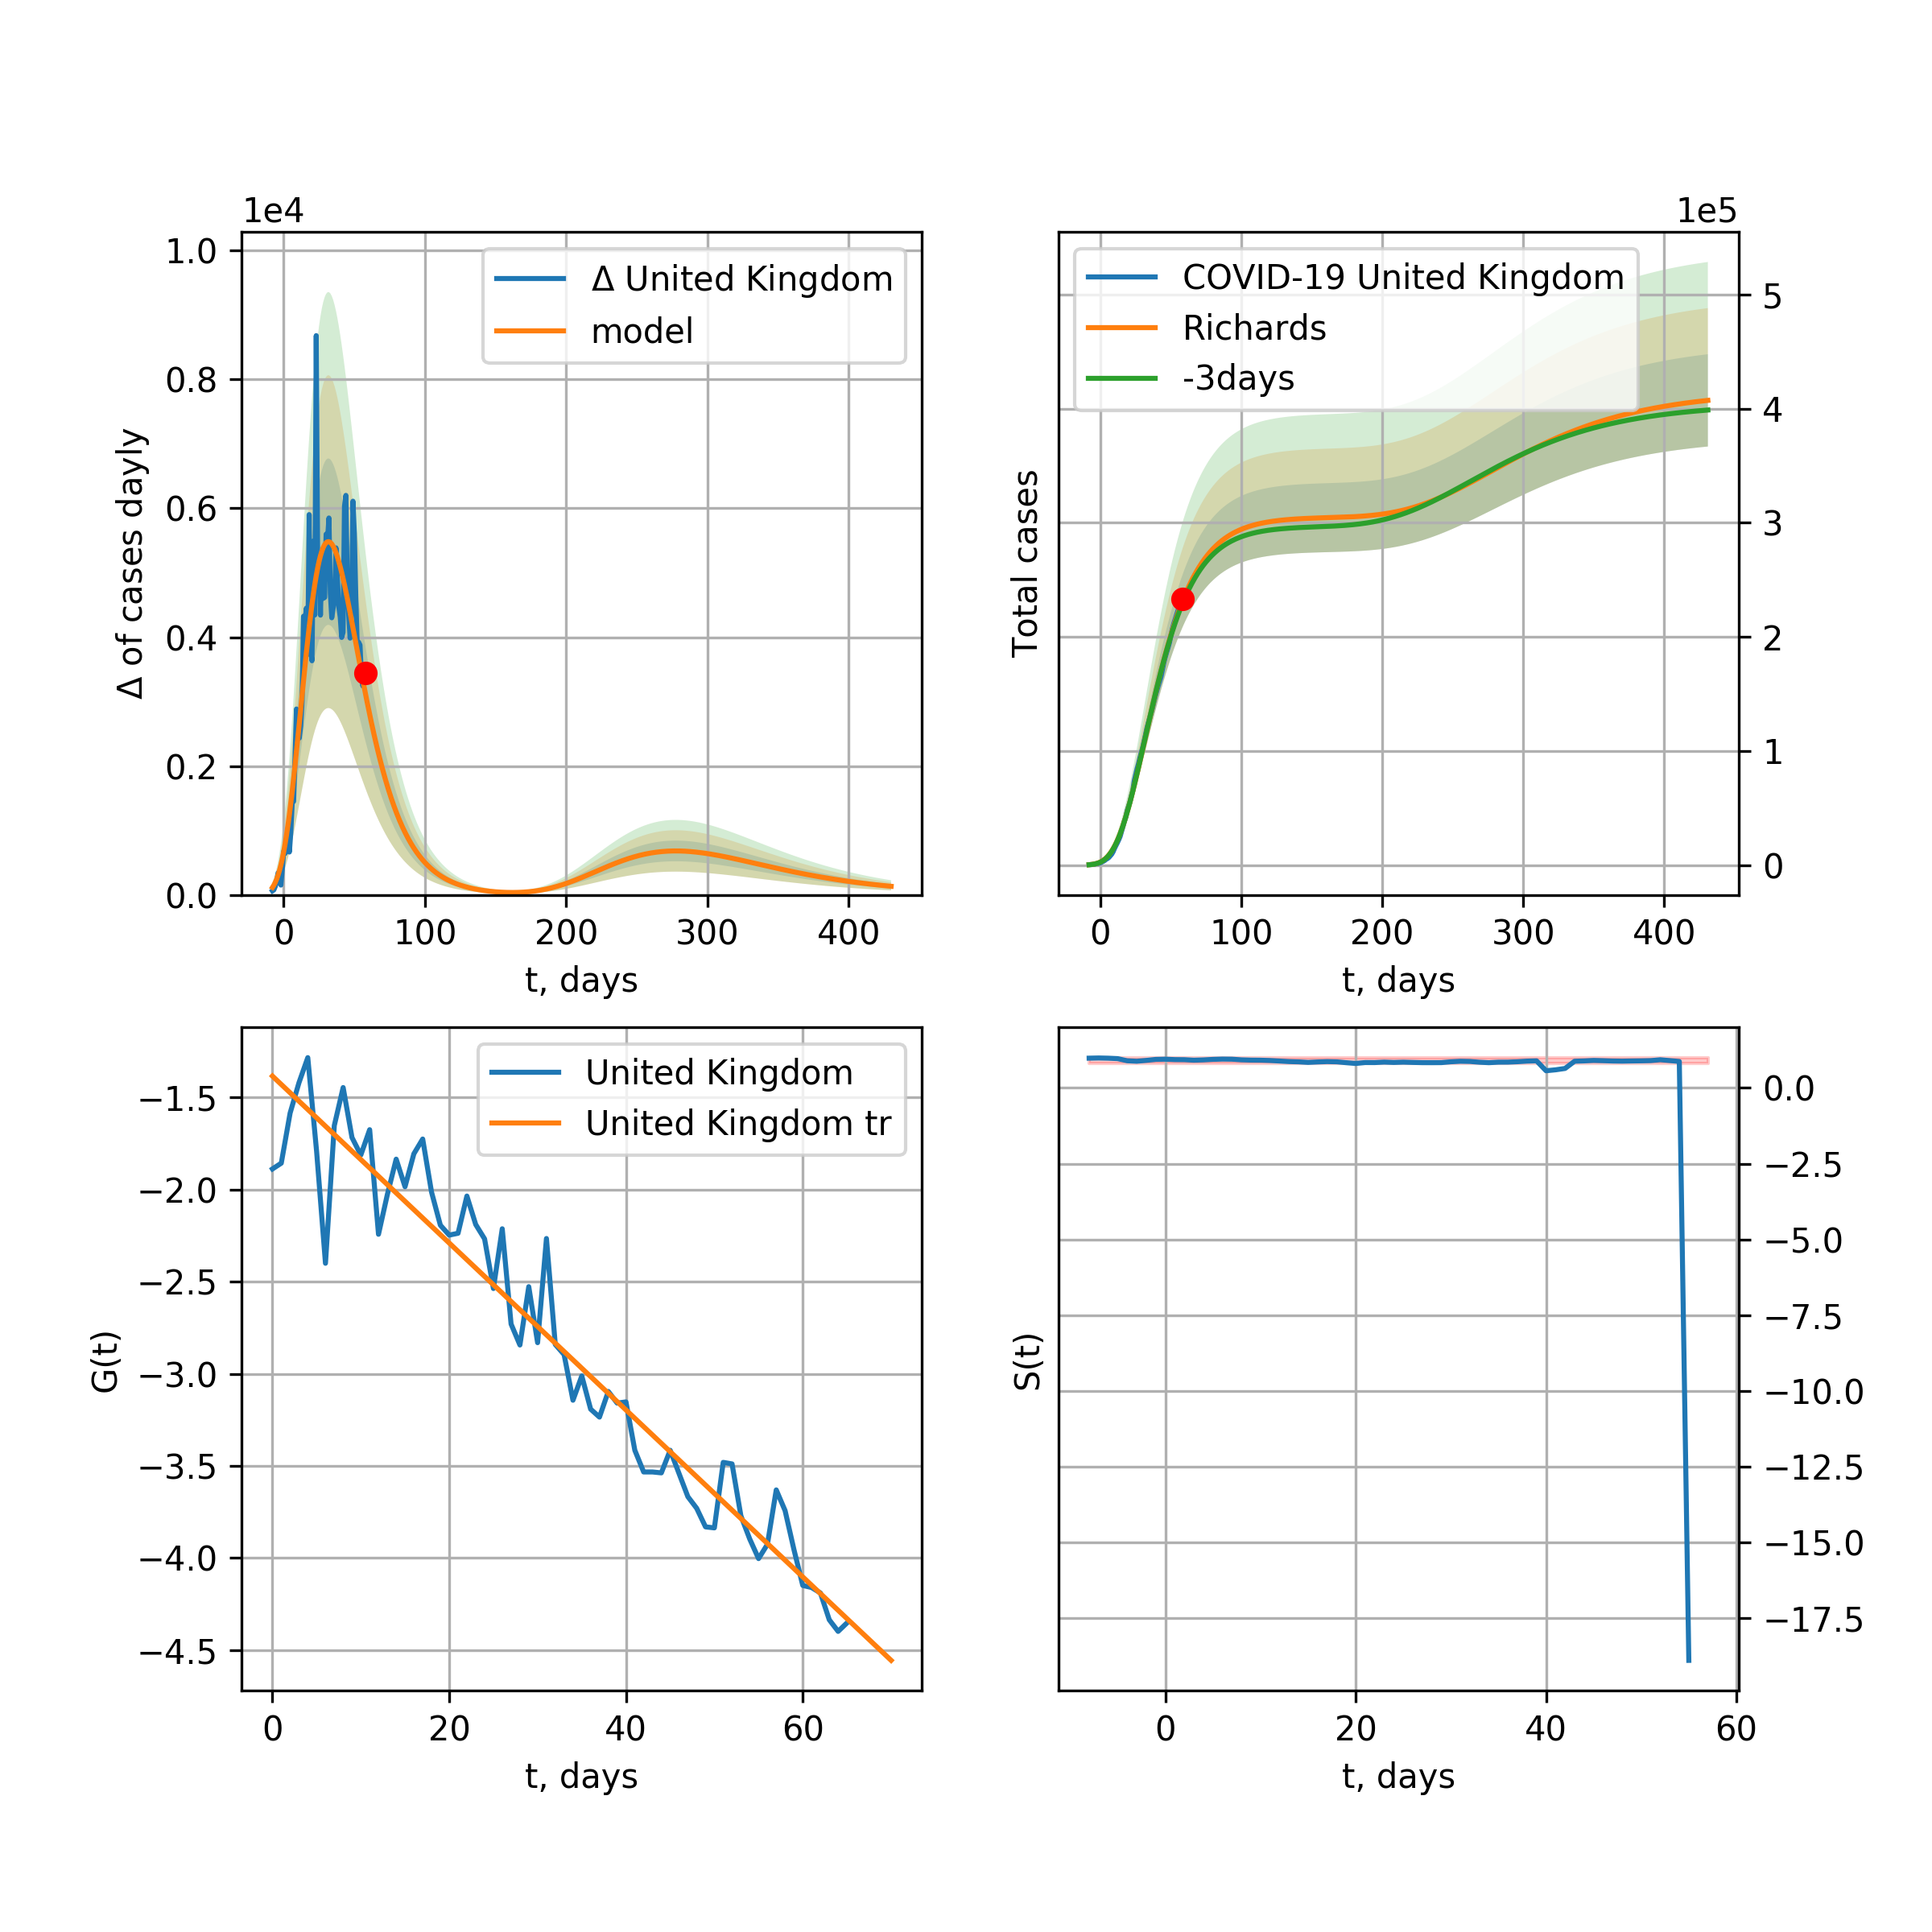 1e4
1.0
0.8
0.6
0.4
0.2
0.0
Δ of cases dayly
Δ United Kingdom
model
0 100 200 300 400
t, days
1e5
COVID-19 United Kingdom
Richards
-3days
Total cases
5
4
3
2
1
0
0 100 200 300 400
t, days
United Kingdom
United Kingdom tr
G(t)
−1.5
−2.0
−2.5
−3.0
−3.5
−4.0
−4.5
0 20 40 60
t, days
S(t)
0.0
−2.5
−5.0
−7.5
−10.0
−12.5
−15.0
−17.5
0 20 40 60
t, days